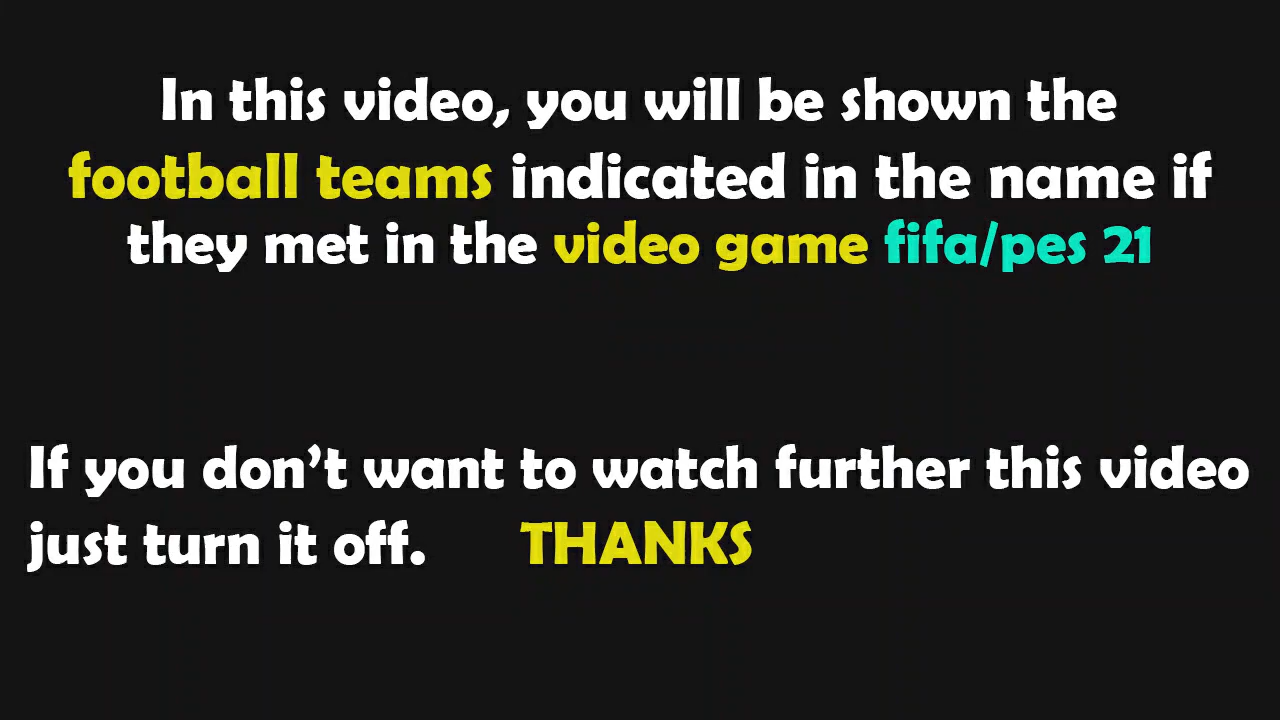 In this video, you will be shown the
football teams indicated in the name if
they met in the video game fifa/pes 21
If you don't want to watch further this video
just turn it off. THANKS